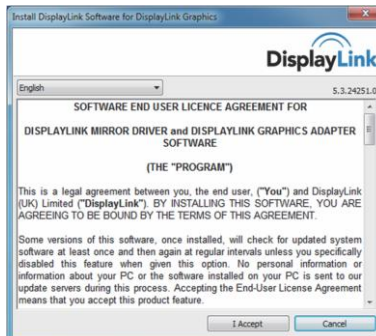 Install DisplayLink Software for DisplayLink Graphics
DisplayLink
English
5.3.24251.0
SOFTWARE END USER LICENCE AGREEMENT FOR
DISPLAYLINK MIRROR DRIVER and DISPLAYLINK GRAPHICS ADAPTER
SOFTWARE
(THE "PROGRAM")
This is a legal agreement between you, the end user, ("You") and DisplayLink
(UK) Limited ("DisplayLink"). BY INSTALLING THIS SOFTWARE, YOU ARE
AGREEING TO BE BOUND BY THE TERMS OF THIS AGREEMENT.
Some versions of this software, once installed, will check for updated system
software at least once and then again at regular intervals unless you specifically
disabled this feature when given this option. No personal information or
information about your PC or the software installed on your PC is sent to our
update servers during this process. Accepting the End-User License Agreement
means that you accept this product feature.
I Accept
Cancel